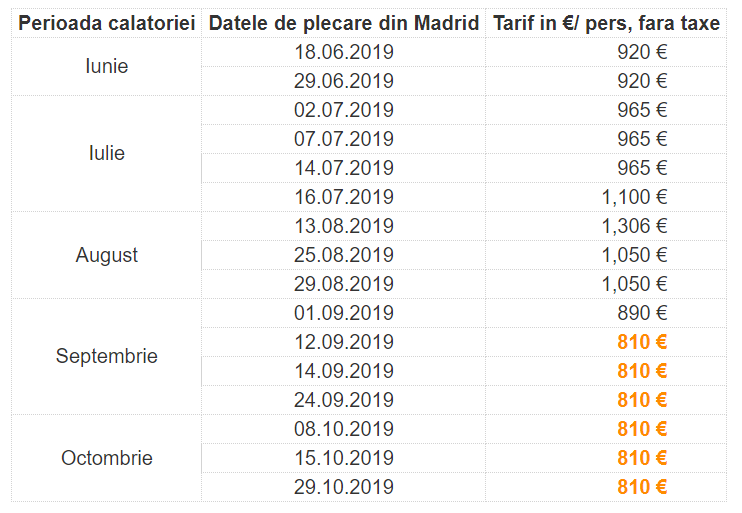 Perioada calatoriei Datele de plecare din Madrid Tarif in €/ pers, fara taxe
Iunie
18.06.2019 920 €
29.06.2019 920 €
Iulie
02.07.2019 965 €
07.07.2019 965 €
14.07.2019 965 €
16.07.2019 1,100 €
August
13.08.2019 1,306 €
25.08.2019 1,050 €
29.08.2019 1,050 €
Septembrie
01.09.2019 890 €
12.09.2019 810 €
14.09.2019 810 €
24.09.2019 810 €
Octombrie
08.10.2019 810 €
15.10.2019 810 €
29.10.2019 810 €